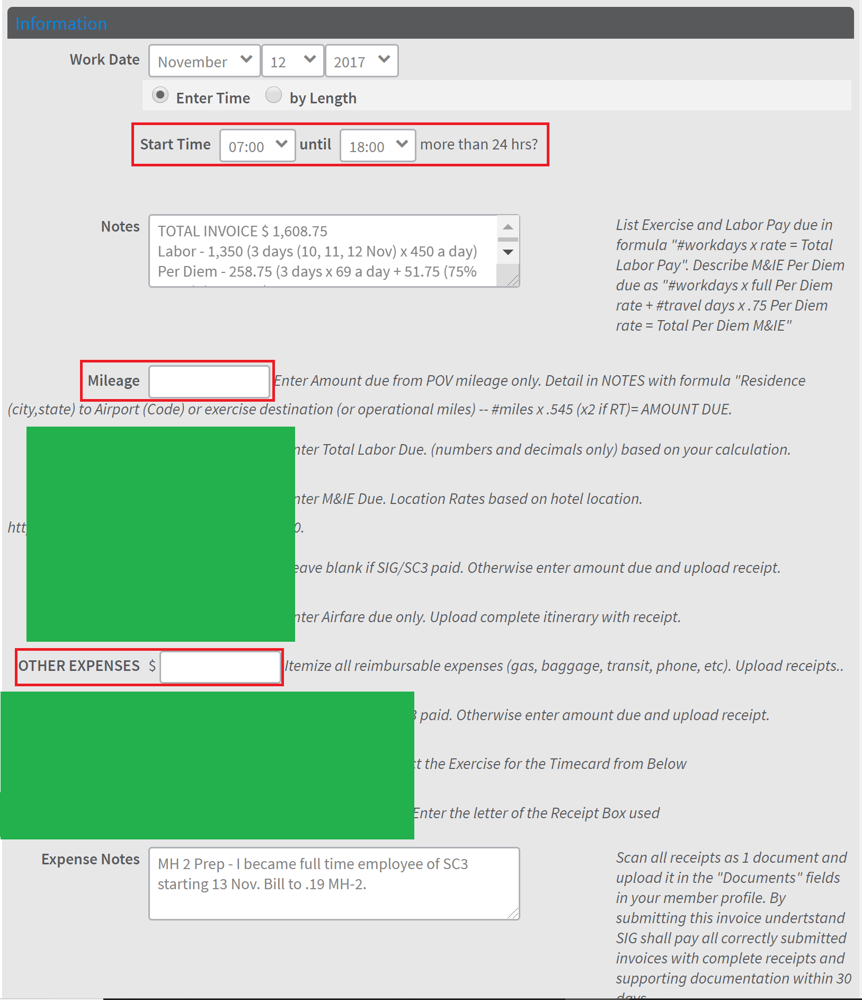 Information
Work Date November 12 2017
Enter Time by Length
Start Time 07:00 until 18:00 more than 24 hrs?
Notes
TOTAL INVOICE $ 1,608.75
Labor - 1,350 (3 days (10, 11, 12 Nov) x 450 a day)
Per Diem - 258.75 (3 days x 69 a day + 51.75 (75%
List Exercise and Labor Pay due in
formula "#workdays x rate = Total
Labor Pay". Describe M&IE Per Diem
due as "#workdays x full Per Diem
rate + #travel days x .75 Per Diem
rate = Total Per Diem M&IE"
Mileage Enter Amount due from POV mileage only. Detail in NOTES with formula "Residence
(city,state) to Airport (Code) or exercise destination (or operational miles) -- #miles x .545 (x2 if RT)= AMOUNT DUE.
nter Total Labor Due. (numbers and decimals only) based on your calculation.
nter M&IE Due. Location Rates based on hotel location.
htt 0.
eave blank if SIG/SC3 paid. Otherwise enter amount due and upload receipt.
nter Airfare due only. Upload complete itinerary with receipt.
OTHER EXPENSES $ Itemize all reimbursable expenses (gas, baggage, transit, phone, etc). Upload receipts..
3 paid. Otherwise enter amount due and upload receipt.
ct the Exercise for the Timecard from Below
Enter the letter of the Receipt Box used
Expense Notes
MH 2 Prep - I became full time employee of SC3
starting 13 Nov. Bill to .19 MH-2.
Scan all receipts as 1 document and
upload it in the "Documents" fields
in your member profile. By
submitting this invoice undertstand
SIG shall pay all correctly submitted
invoices with complete receipts and
supporting documentation within 30
days